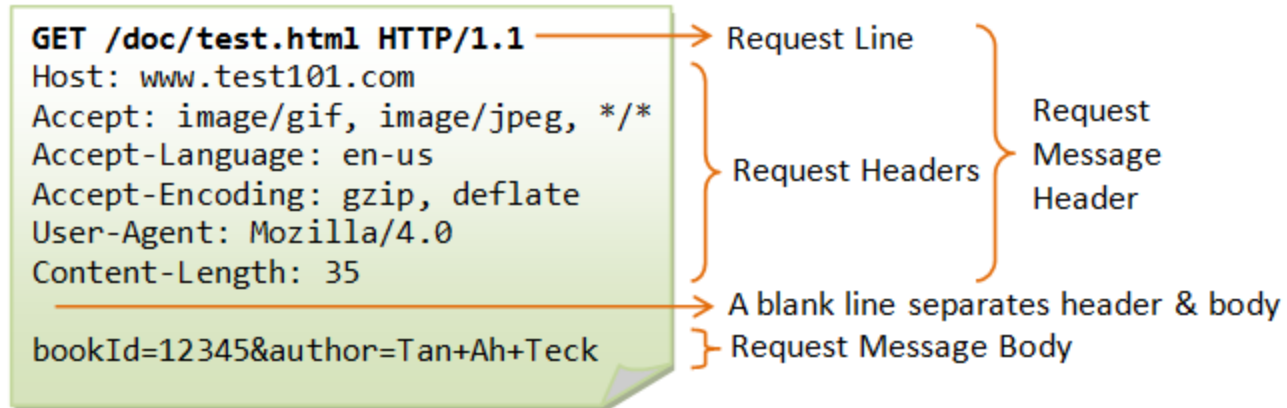 GET /doc/test.html HTTP/1.1
Host: www.test101.com
Accept: image/gif, image/jpeg, */*
Accept-Language: en-us
Accept-Encoding: gzip, deflate
User-Agent: Mozilla/4.0
Content-Length: 35
bookId=12345&author=Tan+Ah+Teck
Request Line
Request Headers
Request
Message
Header
A blank line separates header & body
Request Message Body